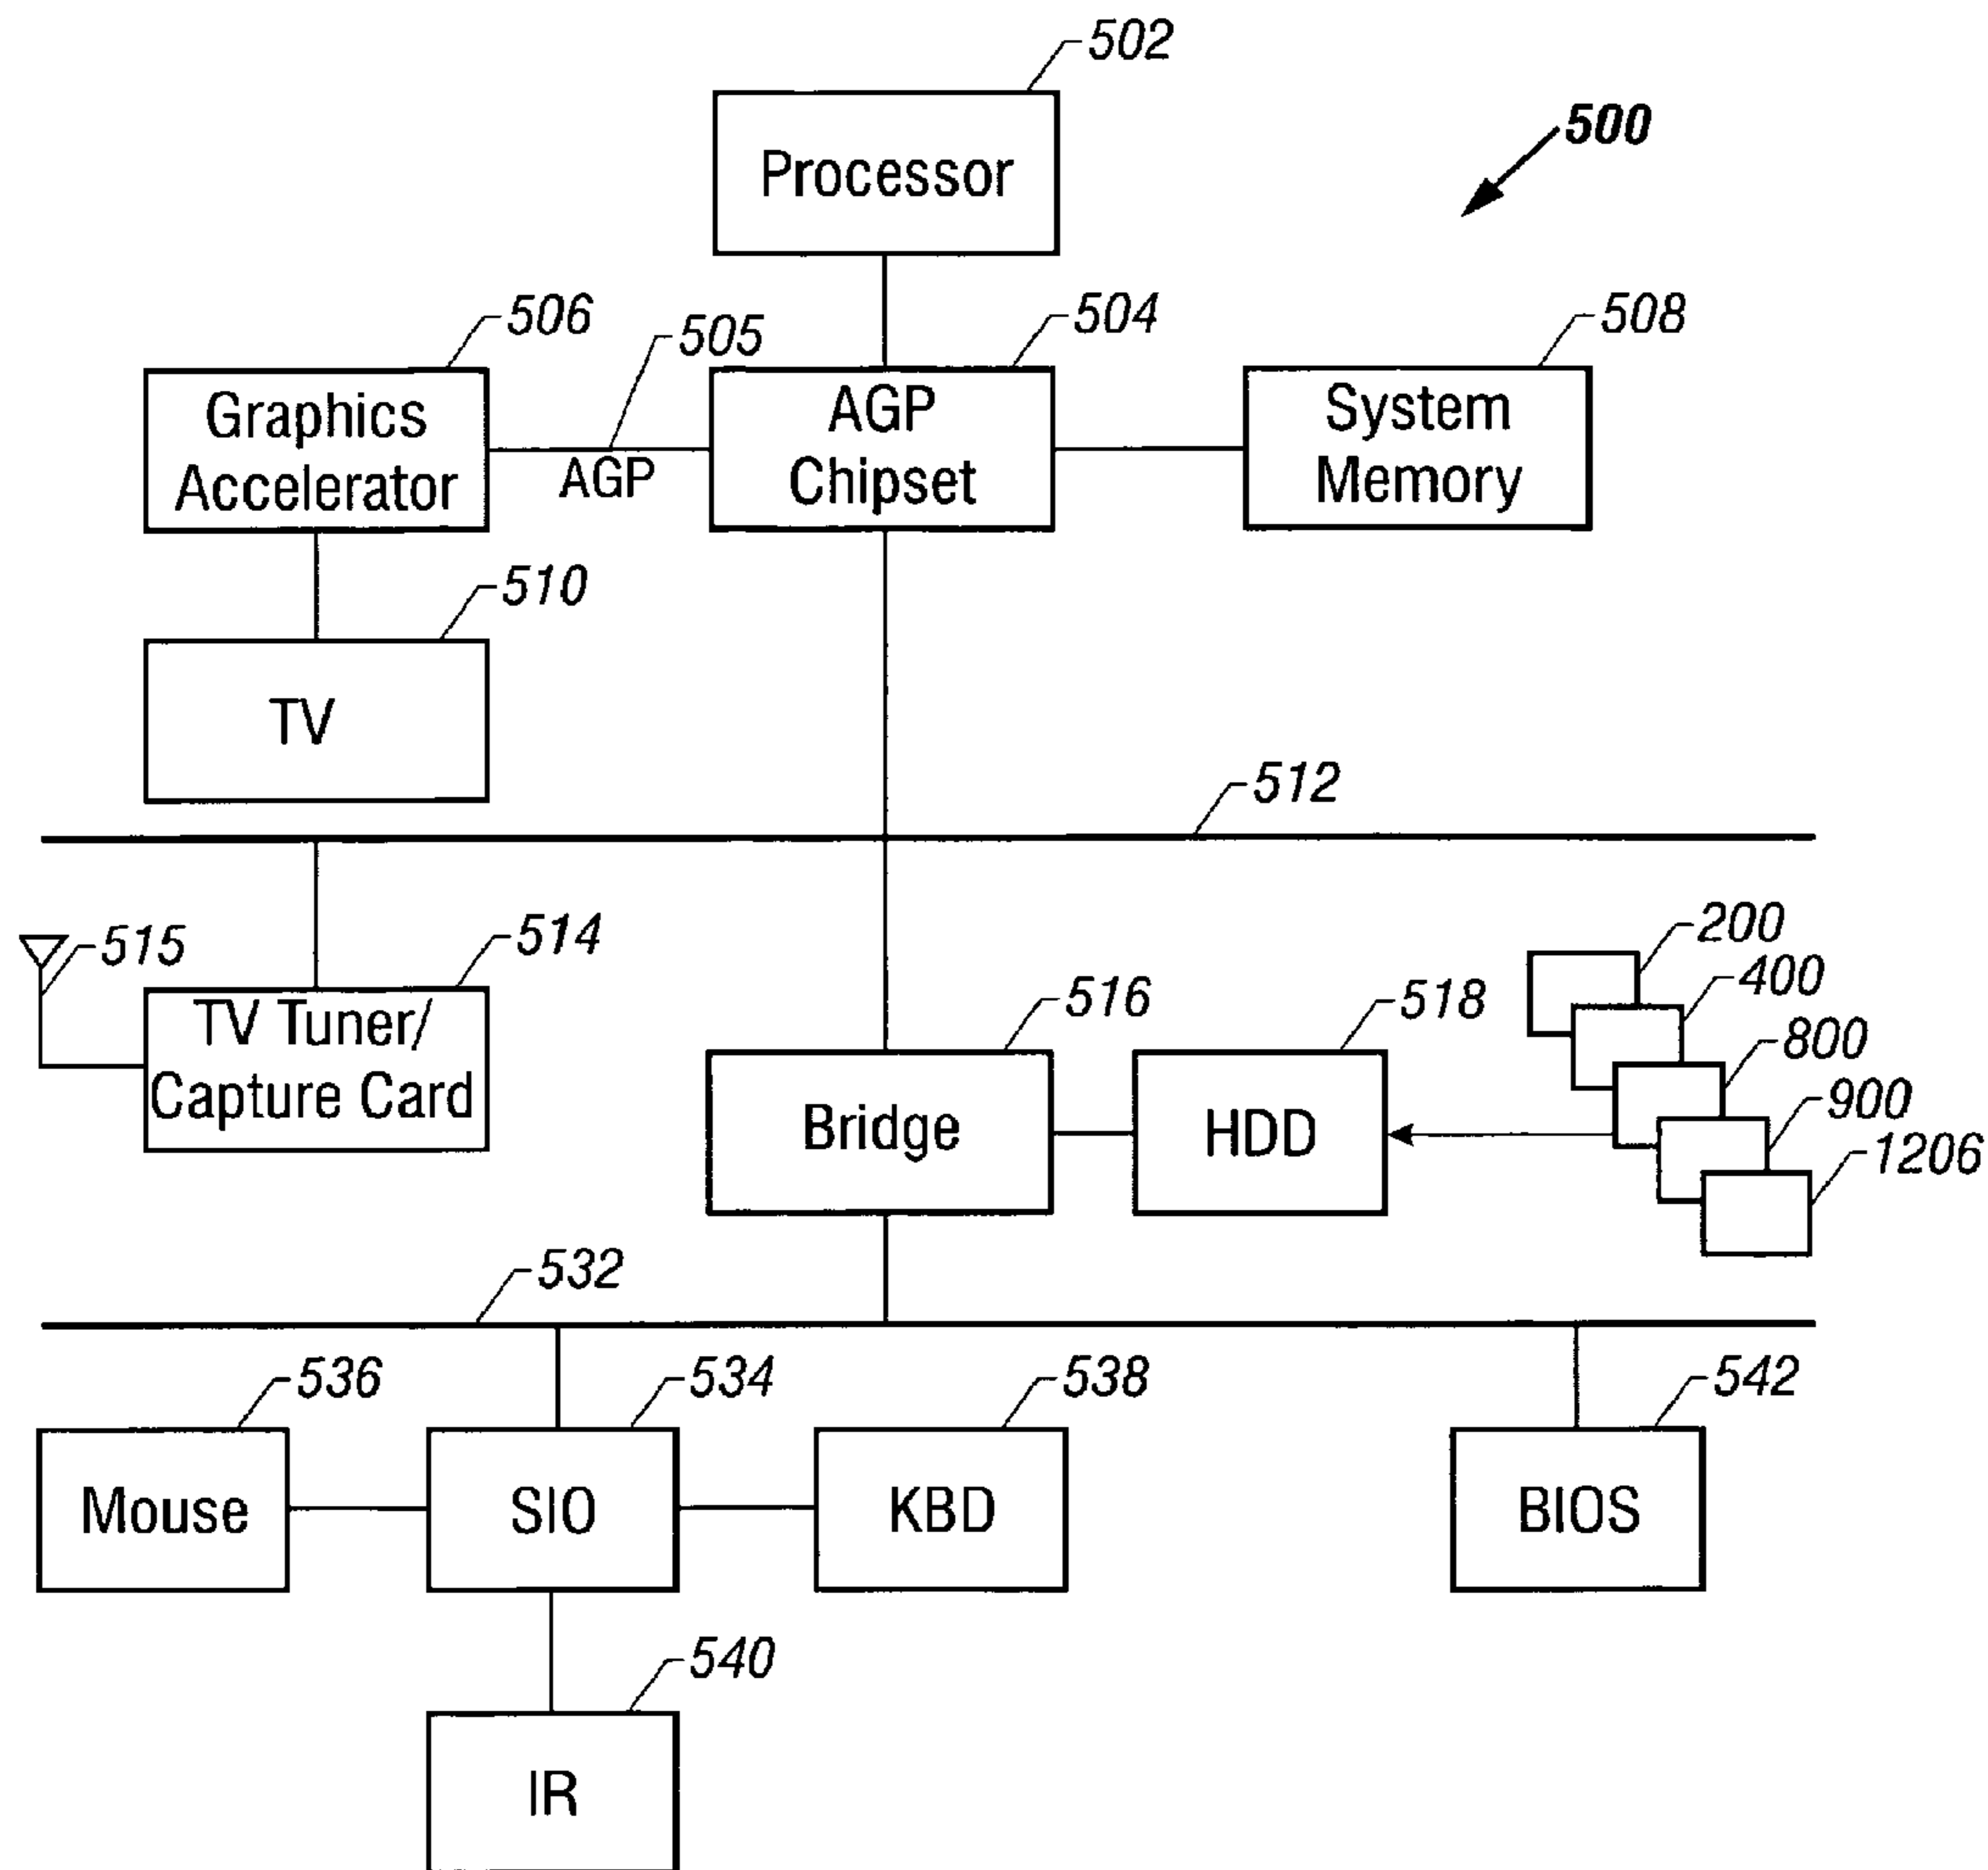 502
500
Processor
506
505
504
508
Graphics
Accelerator
AGP
AGP
Chipset
System
Memory
510
TV
512
515
514
TV Tuner/
Capture Card
516
Bridge
518
HDD
200
400
800
900
1206
532
536
534
538
542
Mouse
SIO
KBD
BIOS
540
IR